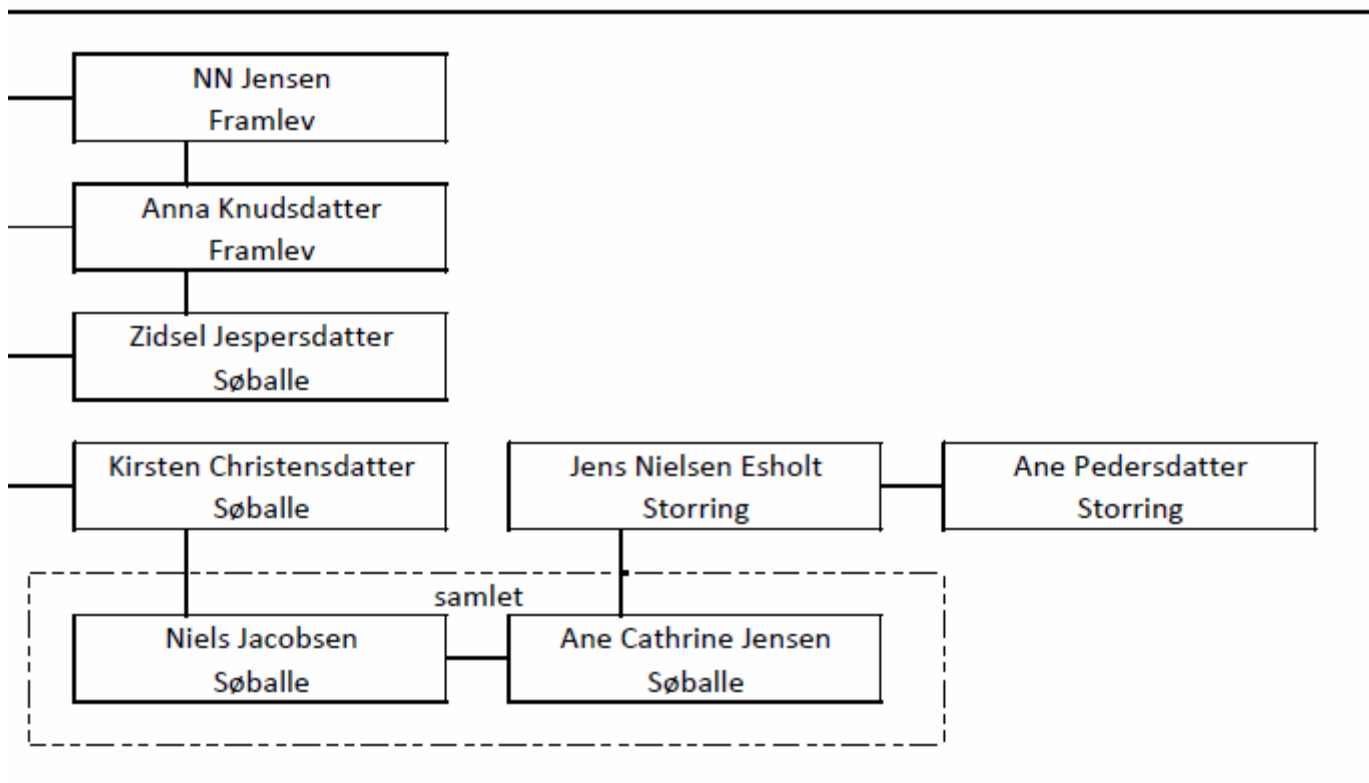 NN Jensen
Framlev
Anna Knudsdatter
Framlev
Zidsel Jespersdatter
Søballe
Kirsten Christensdatter
Søballe
Jens Nielsen Esholt
Storring
Ane Pedersdatter
Storring
samlet
Niels Jacobsen
Søballe
Ane Cathrine Jensen
Søballe